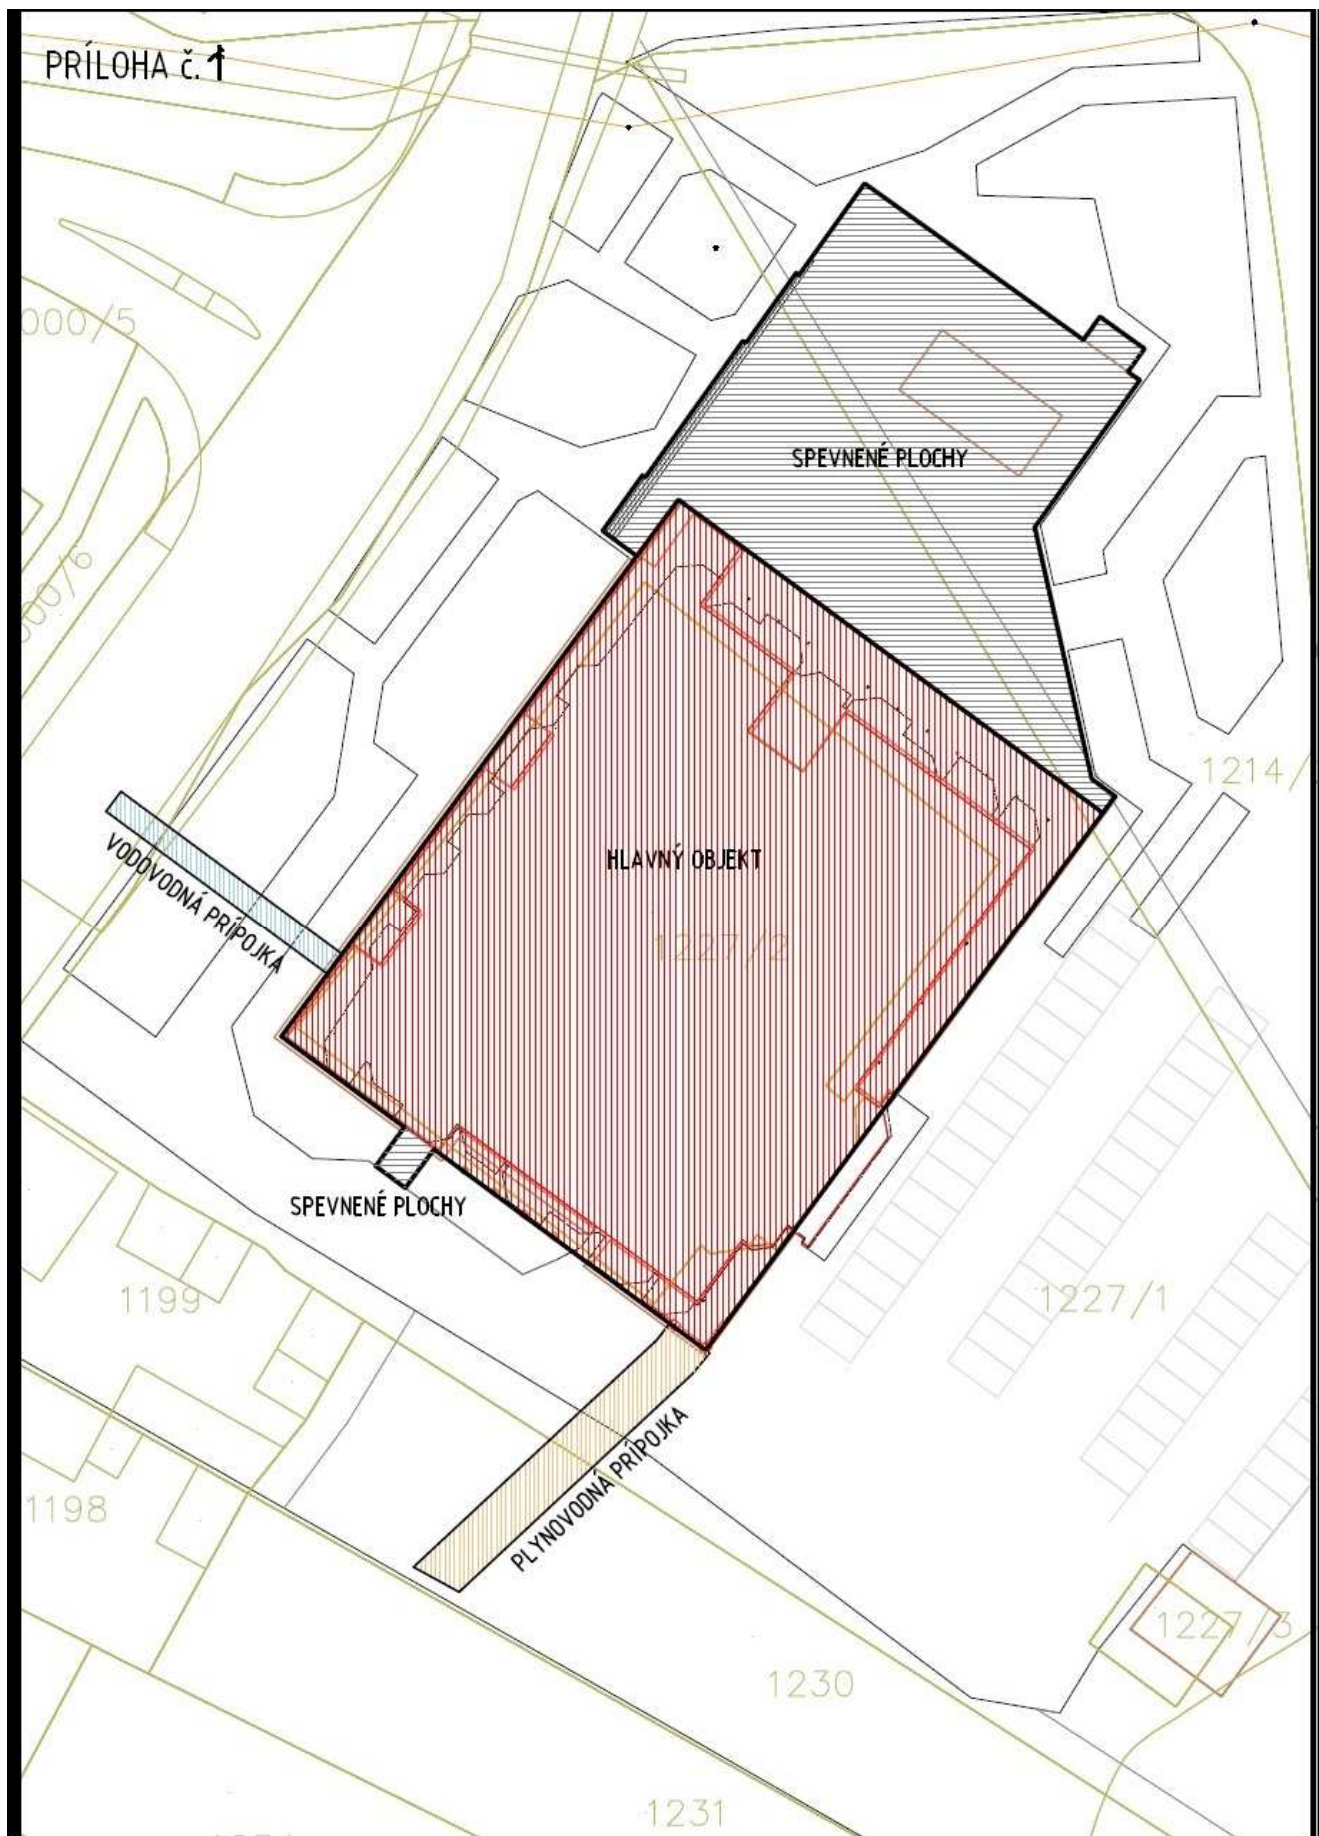 PRÍLOHA č. 1
000/5
SPEVNENÉ PLOCHY
000/6
1214/
HLAVNÝ OBJEKT
VODOVODNÁ PRÍPOJKA
1227/2
SPEVNENÉ PLOCHY
1199
1227/1
PLYNOVODNÁ PRÍPOJKA
1198
1227/3
1230
1231